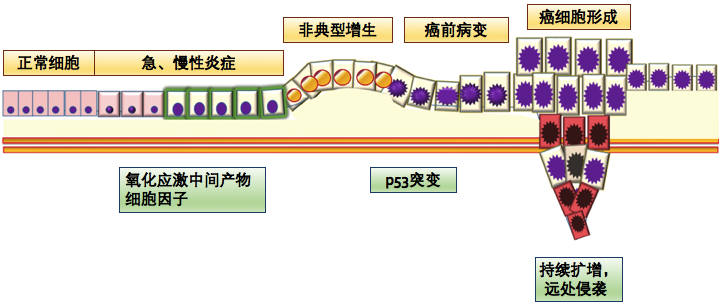 正常细胞
急、慢性炎症
非典型增生
癌前病变
癌细胞形成
氧化应激中间产物
细胞因子
p53突变
持续扩增，
远处侵袭